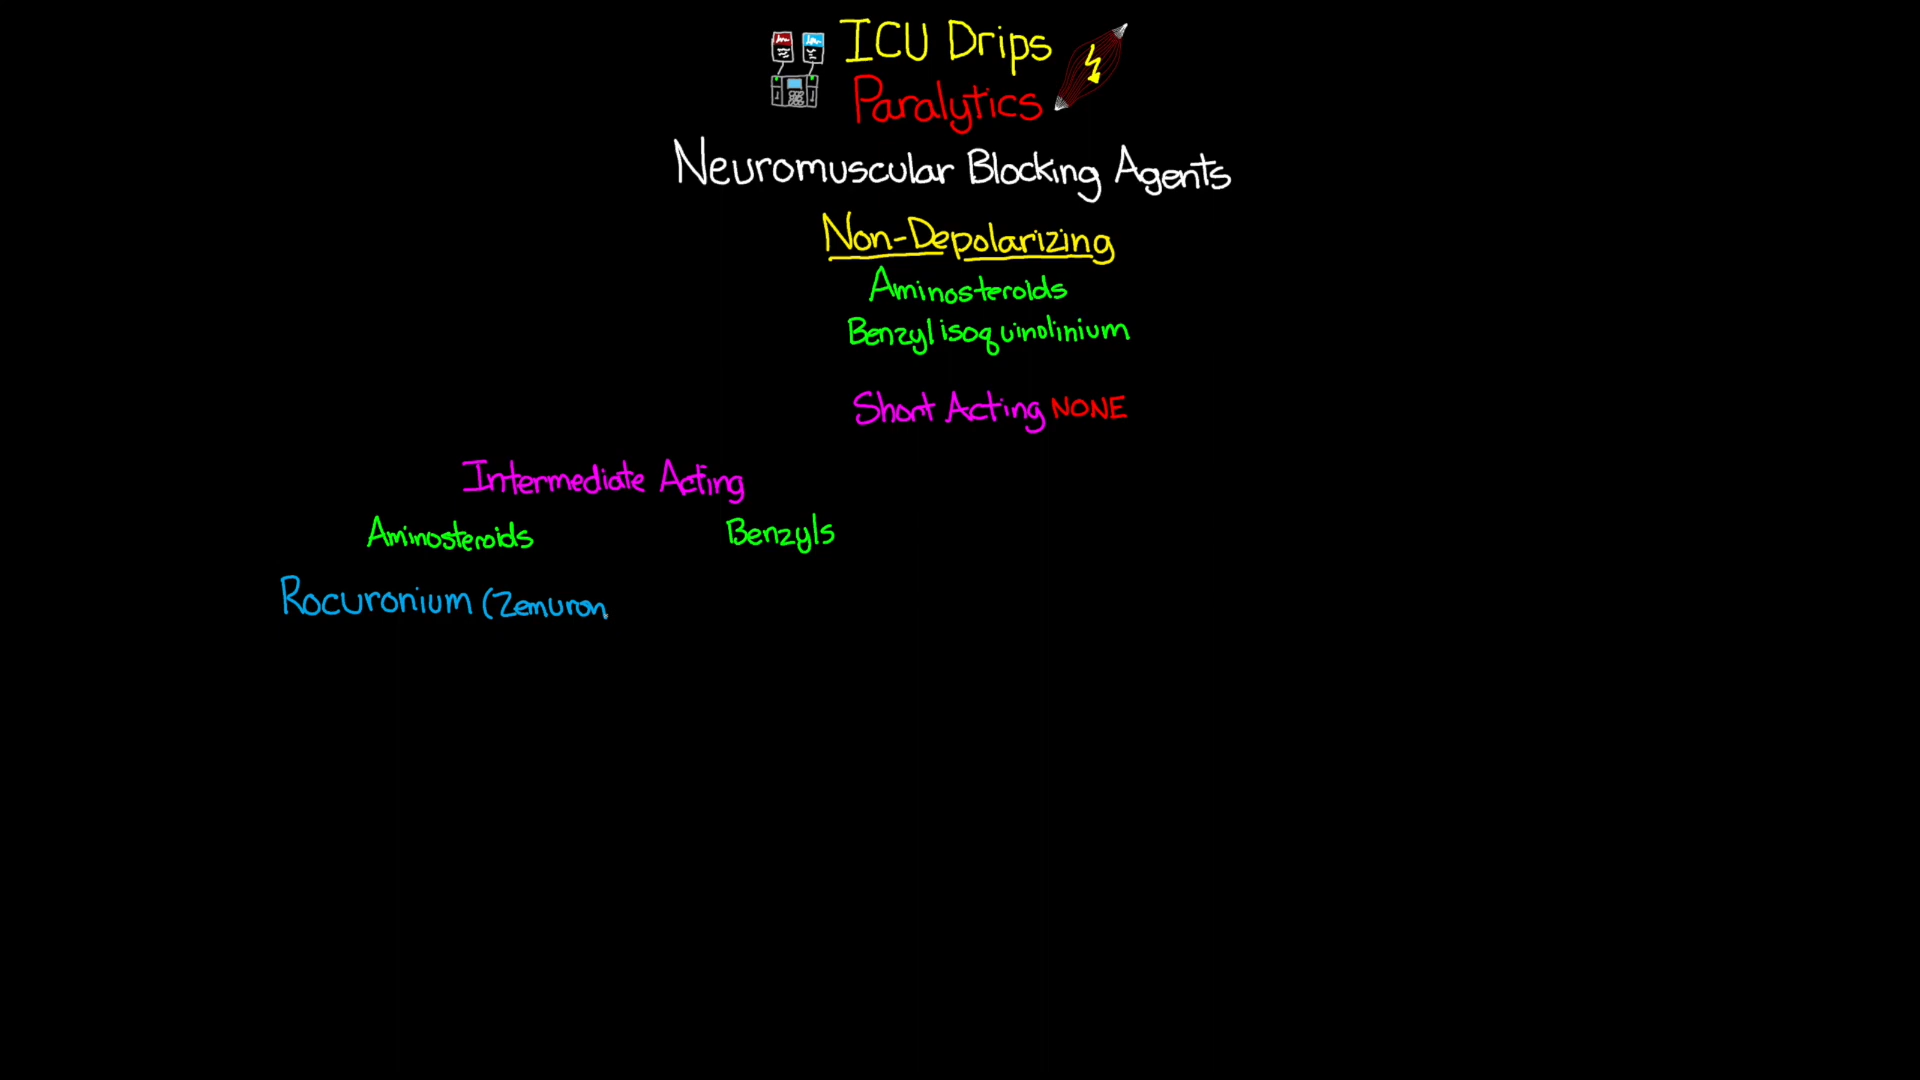 ICU Drips
Paralytics
Neuromuscular Blocking Agents
Non-Depolarizing
Aminosteroids
Benzylisoquinolinium
Short Acting NONE
Intermediate Acting
Aminosteroids Benzyls
Rocuronium (Zemuron